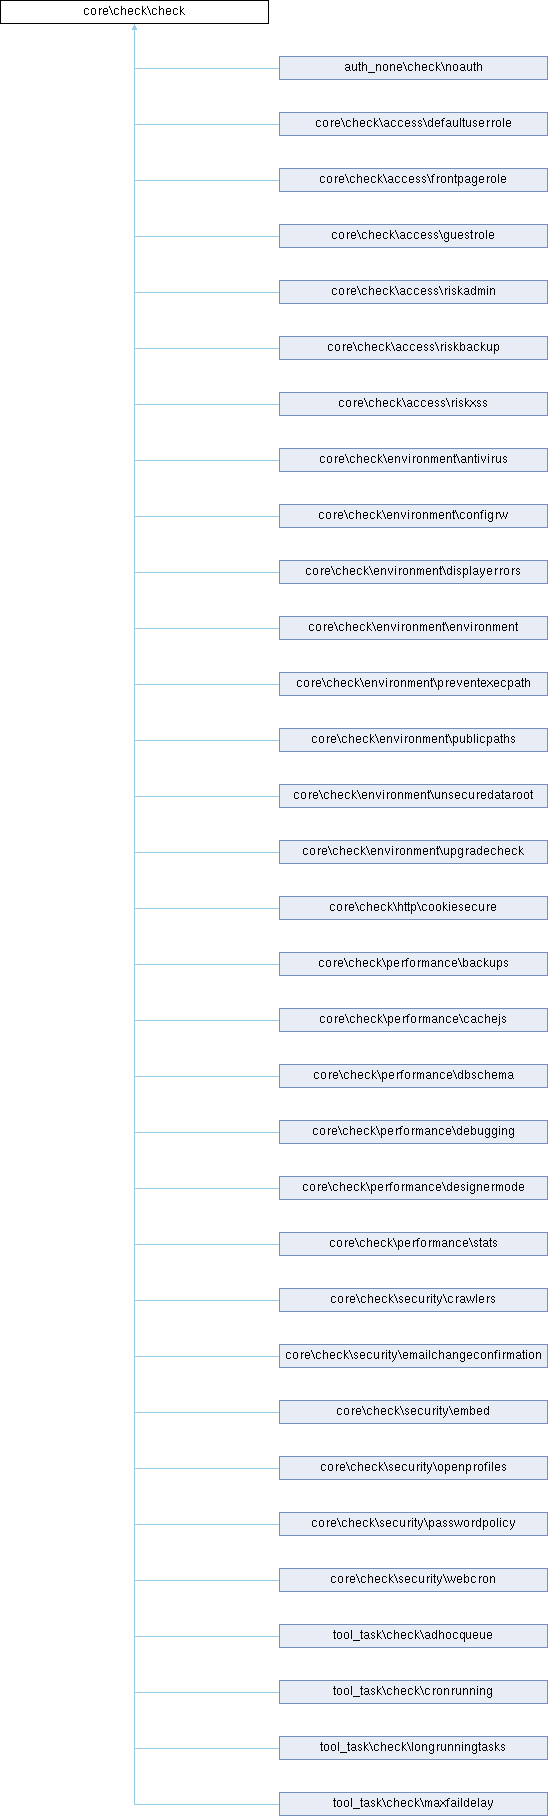 core\check\check
auth_none\check\noauth
core\check\access\defaultuserrole
core\check\access\frontpagerole
core\check\access\guestrole
core\check\access\riskadmin
core\check\access\riskbackup
core\check\access\riskxss
core\check\environment\antivirus
core\check\environment\configrw
core\check\environment\displayerrors
core\check\environment\environment
core\check\environment\preventexecpath
core\check\environment\publicpaths
core\check\environment\unsecuredataroot
core\check\environment\upgradecheck
core\check\http\cookiesecure
core\check\performance\backups
core\check\performance\cachejs
core\check\performance\dbschema
core\check\performance\debugging
core\check\performance\designermode
core\check\performance\stats
core\check\security\crawlers
core\check\security\emailchangeconfirmation
core\check\security\embed
core\check\security\openprofiles
core\check\security\passwordpolicy
core\check\security\webcron
tool_task\check\adhocqueue
tool_task\check\cronrunning
tool_task\check\longrunningtasks
tool_task\check\maxfaildelay